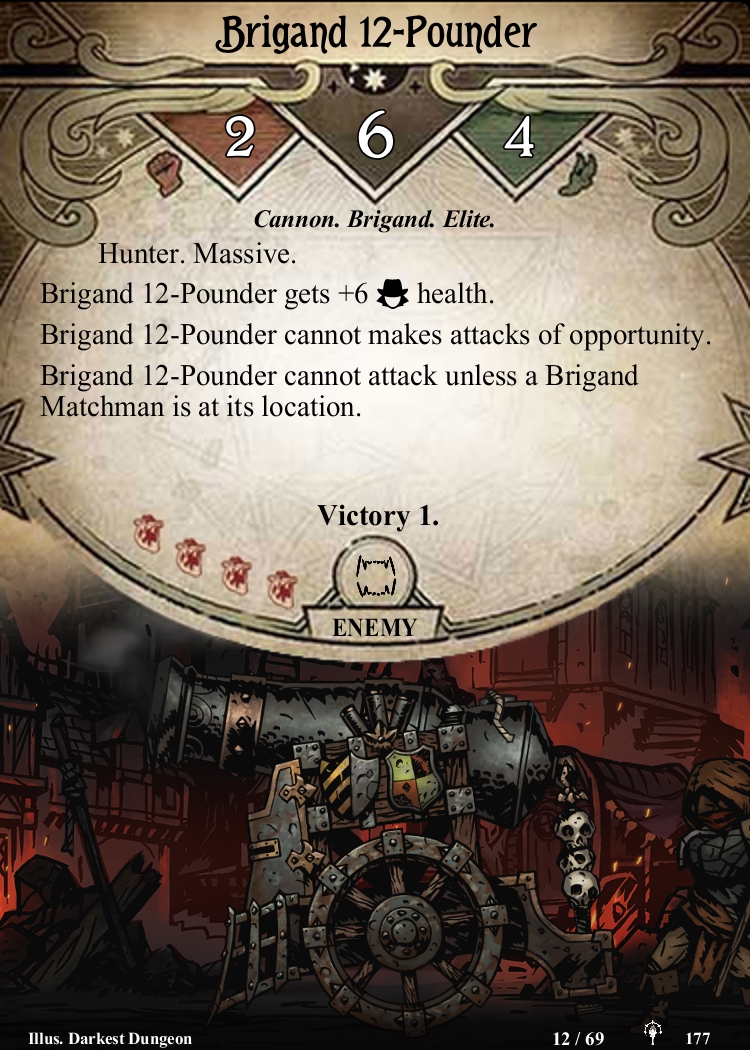 Brigand 12-Pounder
2 6 4
Cannon. Brigand. Elite.
Hunter. Massive.
Brigand 12-Pounder gets +6 health.
Brigand 12-Pounder cannot makes attacks of opportunity.
Brigand 12-Pounder cannot attack unless a Brigand
Matchman is at its location.
Victory 1.
ENEMY
Illus. Darkest Dungeon 12 / 69 177